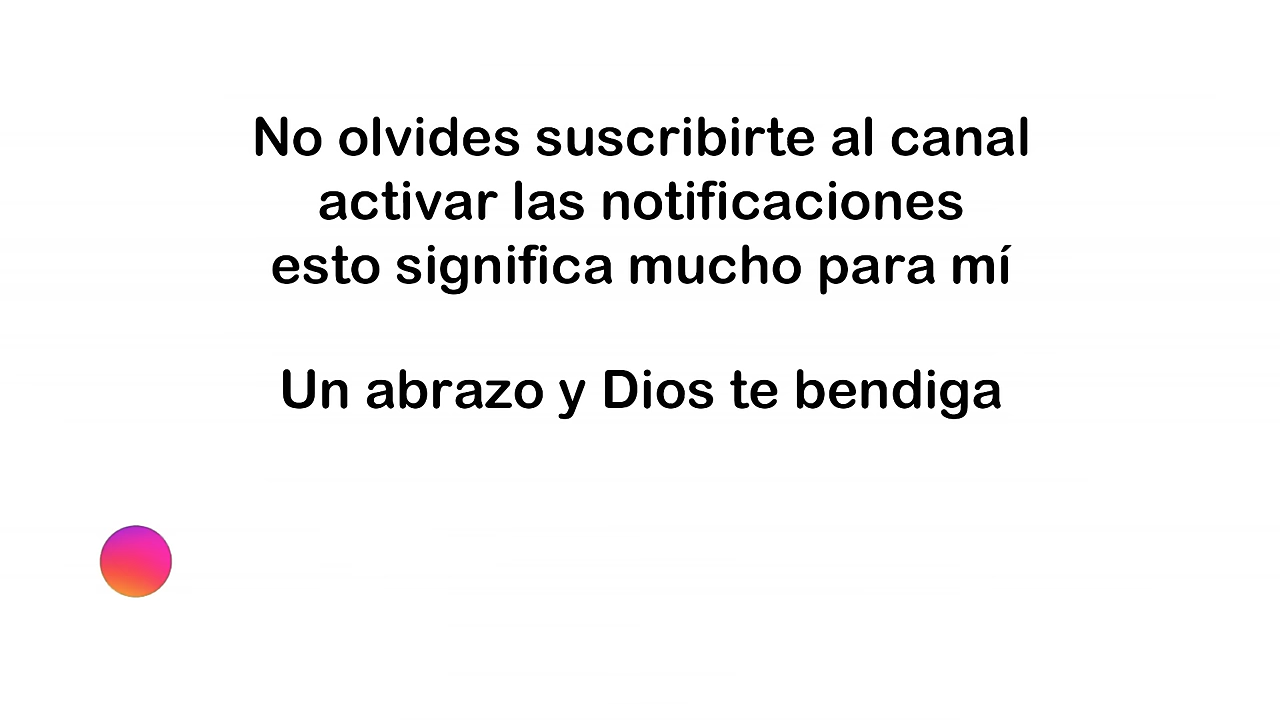 No olvides suscribirte al canal
activar las notificaciones
esto significa mucho para mí
Un abrazo y Dios te bendiga